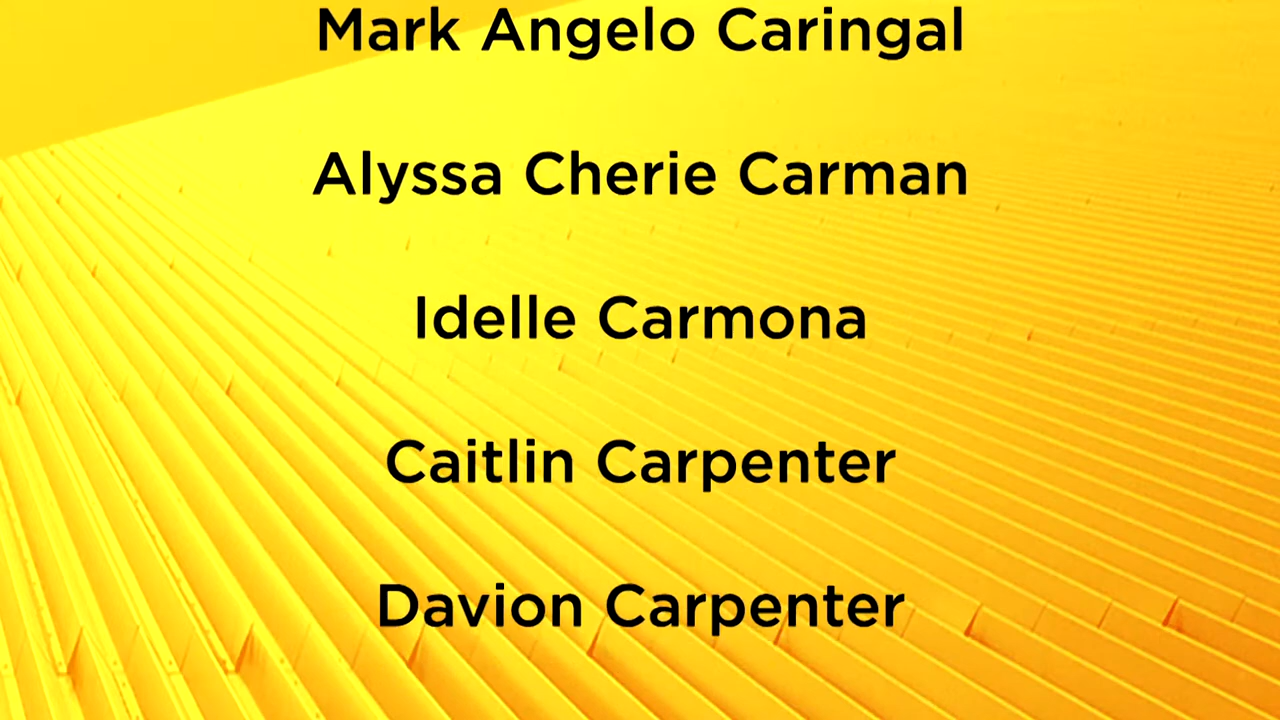 Mark Angelo Caringal
Alyssa Cherie Carman
Idelle Carmona
Caitlin Carpenter
Davion Carpenter